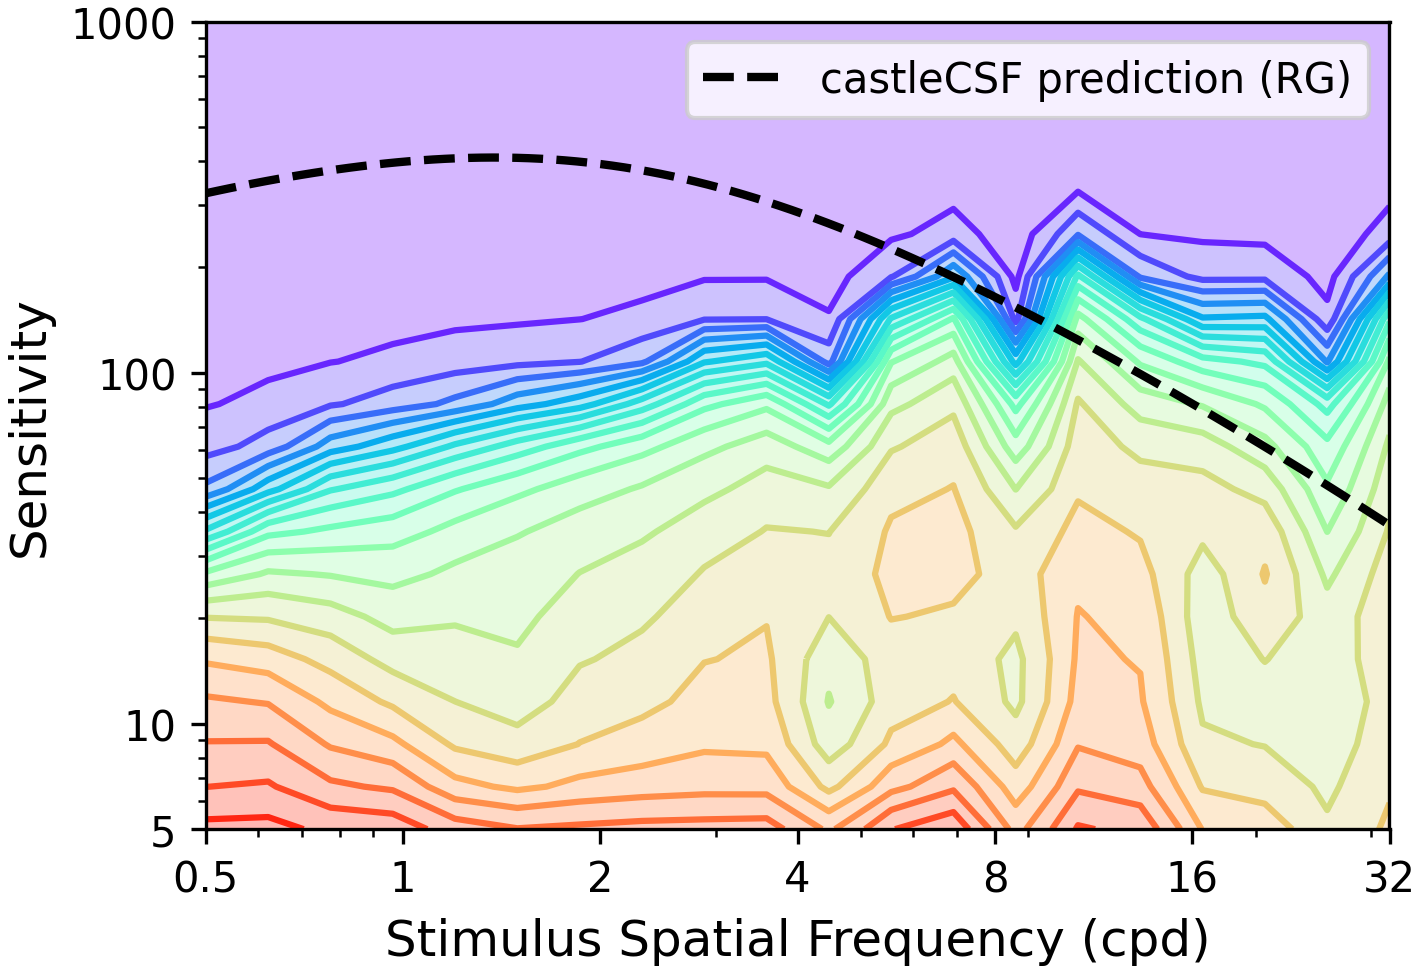 1000
100
10
5
Sensitivity
castleCSF prediction (RG)
0.5 1 2 4 8 16 32
Stimulus Spatial Frequency (cpd)